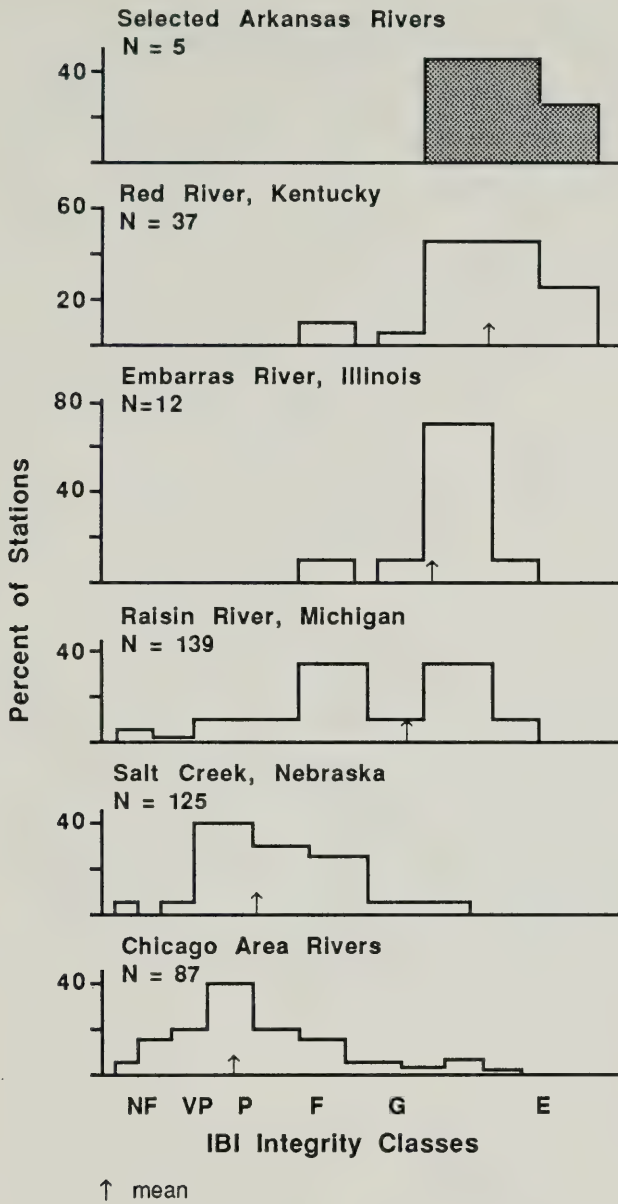 Selected Arkansas Rivers
N = 5
40
Red River, Kentucky
N = 37
60
20
Embarras River, Illinois
N=12
80
40
Percent of Stations
Raisin River, Michigan
N = 139
40
Salt Creek, Nebraska
N = 125
40
Chicago Area Rivers
N = 87
40
NF VP P F G E
IBI Integrity Classes
↑ mean